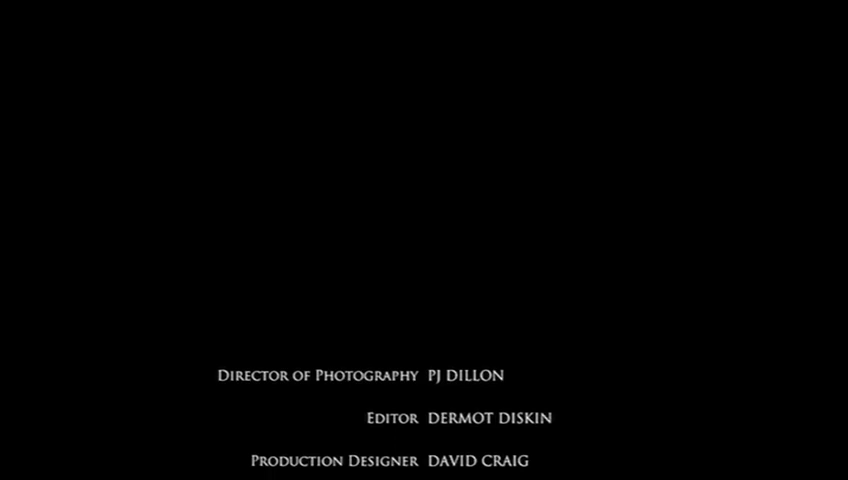 Director of Photography PJ DILLON
Editor DERMOT DISKIN
Production Designer DAVID CRAIG